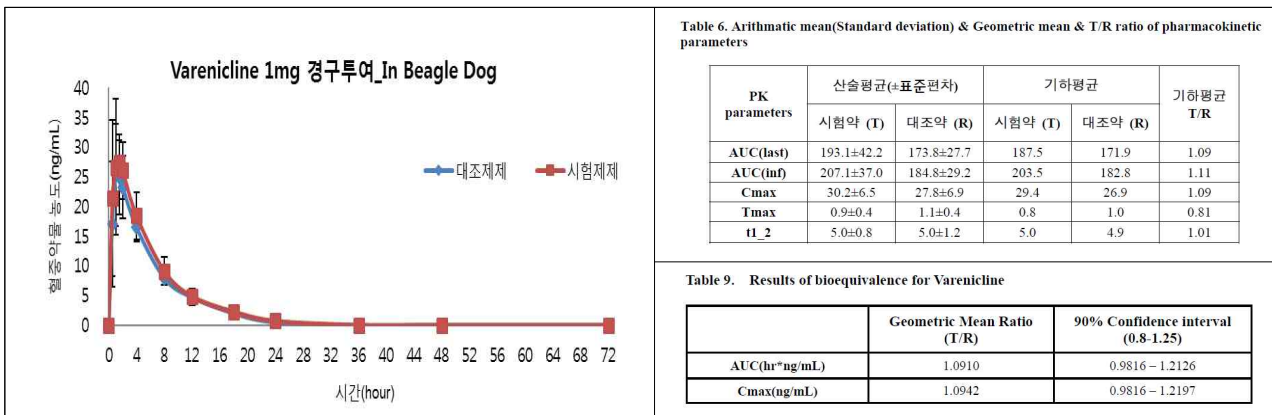 Varenicline 1mg 경구투여_In Beagle Dog
혈중약물 농도(ng/mL)
40
35
30
25
20
15
10
5
0
대조제제 시험제제
0 4 8 12 16 20 24 28 32 36 40 44 48 52 56 60 64 68 72
시간(hour)
Table 6. Arithmatic mean(Standard deviation) & Geometric mean & T/R ratio of pharmacokinetic
parameters
PK parameters 산술평균(±표준편차) 기하평균 기하평균 T/R
시험약 (T) 대조약 (R) 시험약 (T) 대조약 (R)
AUC(last) 193.1±42.2 173.8±27.7 187.5 171.9 1.09
AUC(inf) 207.1±37.0 184.8±29.2 203.5 182.8 1.11
Cmax 30.2±6.5 27.8±6.9 29.4 26.9 1.09
Tmax 0.9±0.4 1.1±0.4 0.8 1.0 0.81
t1_2 5.0±0.8 5.0±1.2 5.0 4.9 1.01
Table 9. Results of bioequivalence for Varenicline
Geometric Mean Ratio (T/R) 90% Confidence interval (0.8-1.25)
AUC(hr*ng/mL) 1.0910 0.9816 – 1.2126
Cmax(ng/mL) 1.0942 0.9816 – 1.2197